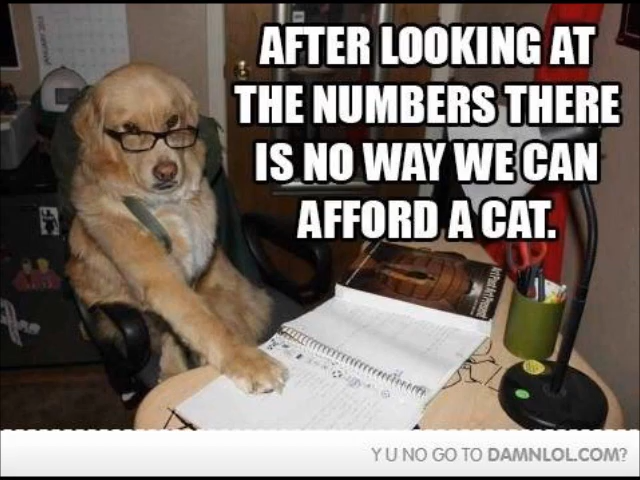 AFTER LOOKING AT
THE NUMBERS THERE
IS NO WAY WE CAN
AFFORD A CAT.
Y U NO GO TO DAMNLOL.COM?